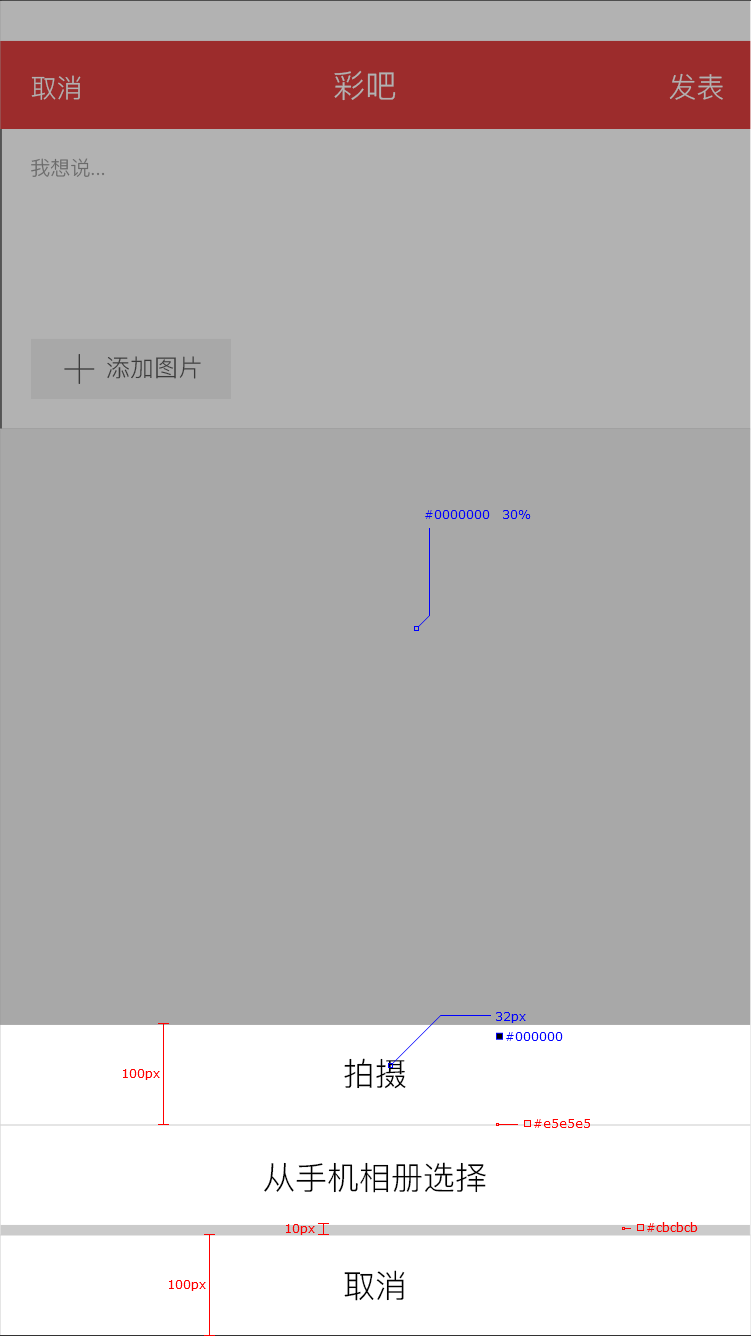 取消 彩吧 发表
我想说...
添加图片
#0000000 30%
32px
#000000
100px
拍摄
#e5e5e5
从手机相册选择
10px
#cbcbcb
100px
取消